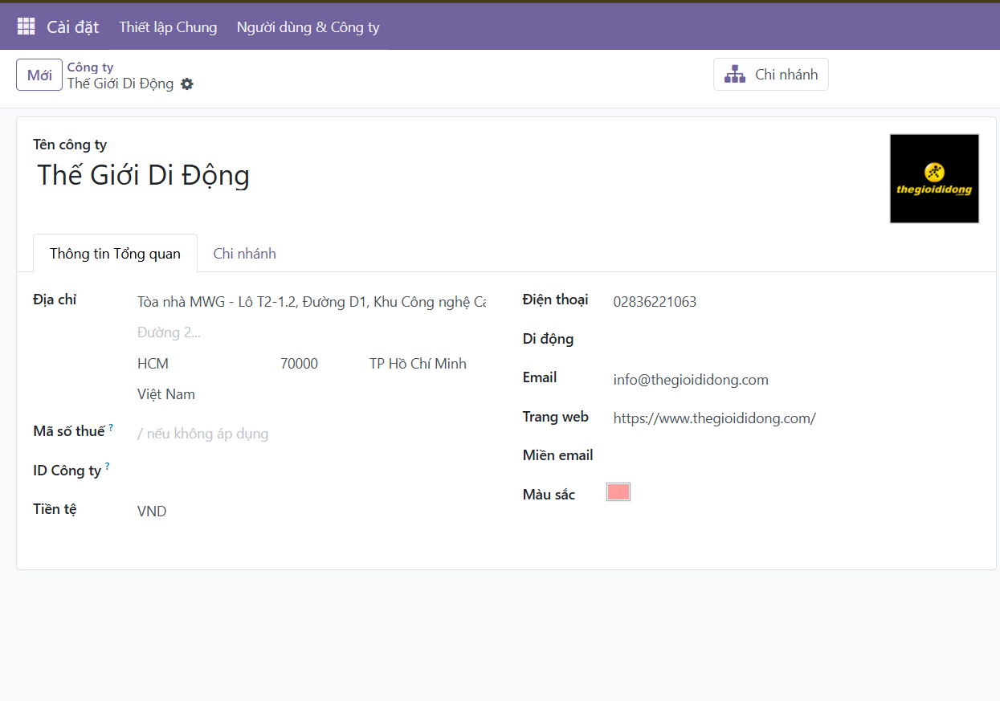 Cài đặt Thiết lập Chung Người dùng & Công ty
Mới
Công ty
Thế Giới Di Động
Chi nhánh
Tên công ty
Thế Giới Di Động
thegioididong
.com
Thông tin Tổng quan Chi nhánh
Địa chỉ
Tòa nhà MWG - Lô T2-1.2, Đường D1, Khu Công nghệ Ca
Đường 2...
HCM 70000 TP Hồ Chí Minh
Việt Nam
Mã số thuế ? / nếu không áp dụng
ID Công ty ?
Tiền tệ VND
Điện thoại 02836221063
Di động
Email info@thegioididong.com
Trang web https://www.thegioididong.com/
Miền email
Màu sắc